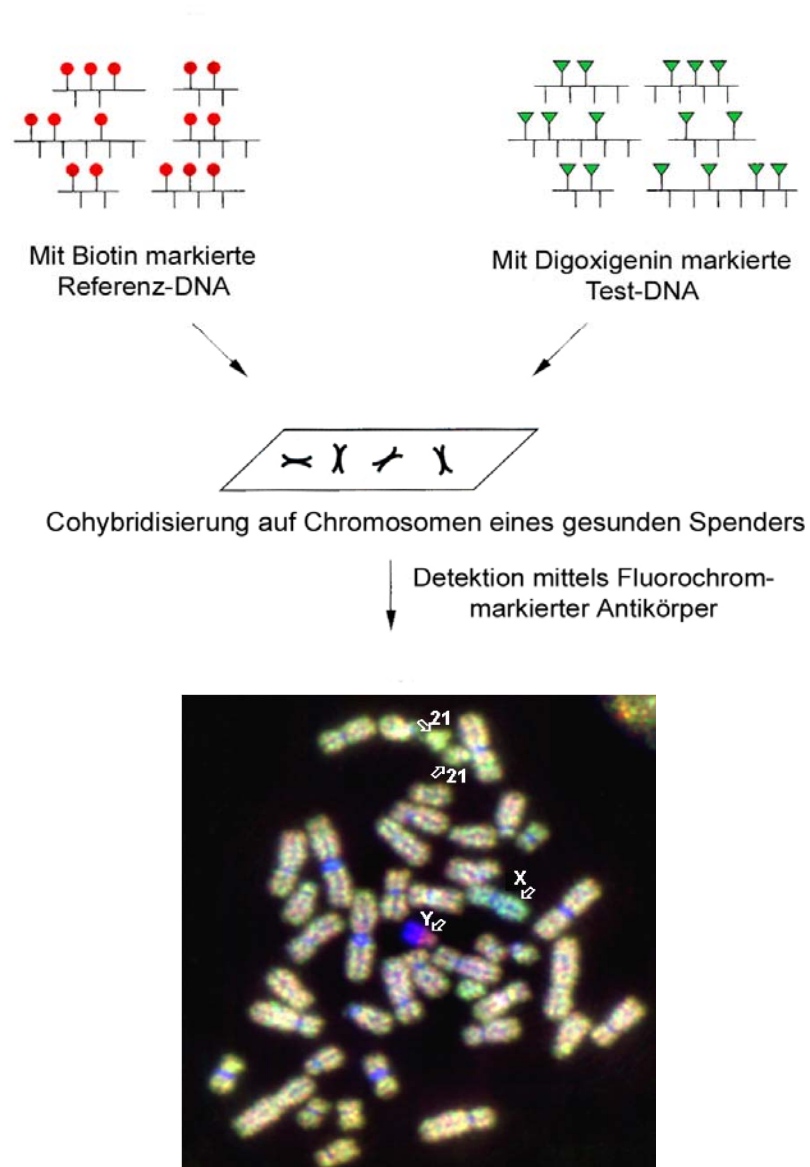 Mit Biotin markierte
Referenz-DNA
Mit Digoxigenin markierte
Test-DNA
Cohybridisierung auf Chromosomen eines gesunden Spenders
Detektion mittels Fluorochrom-
markierter Antikörper
21
21
X
Y